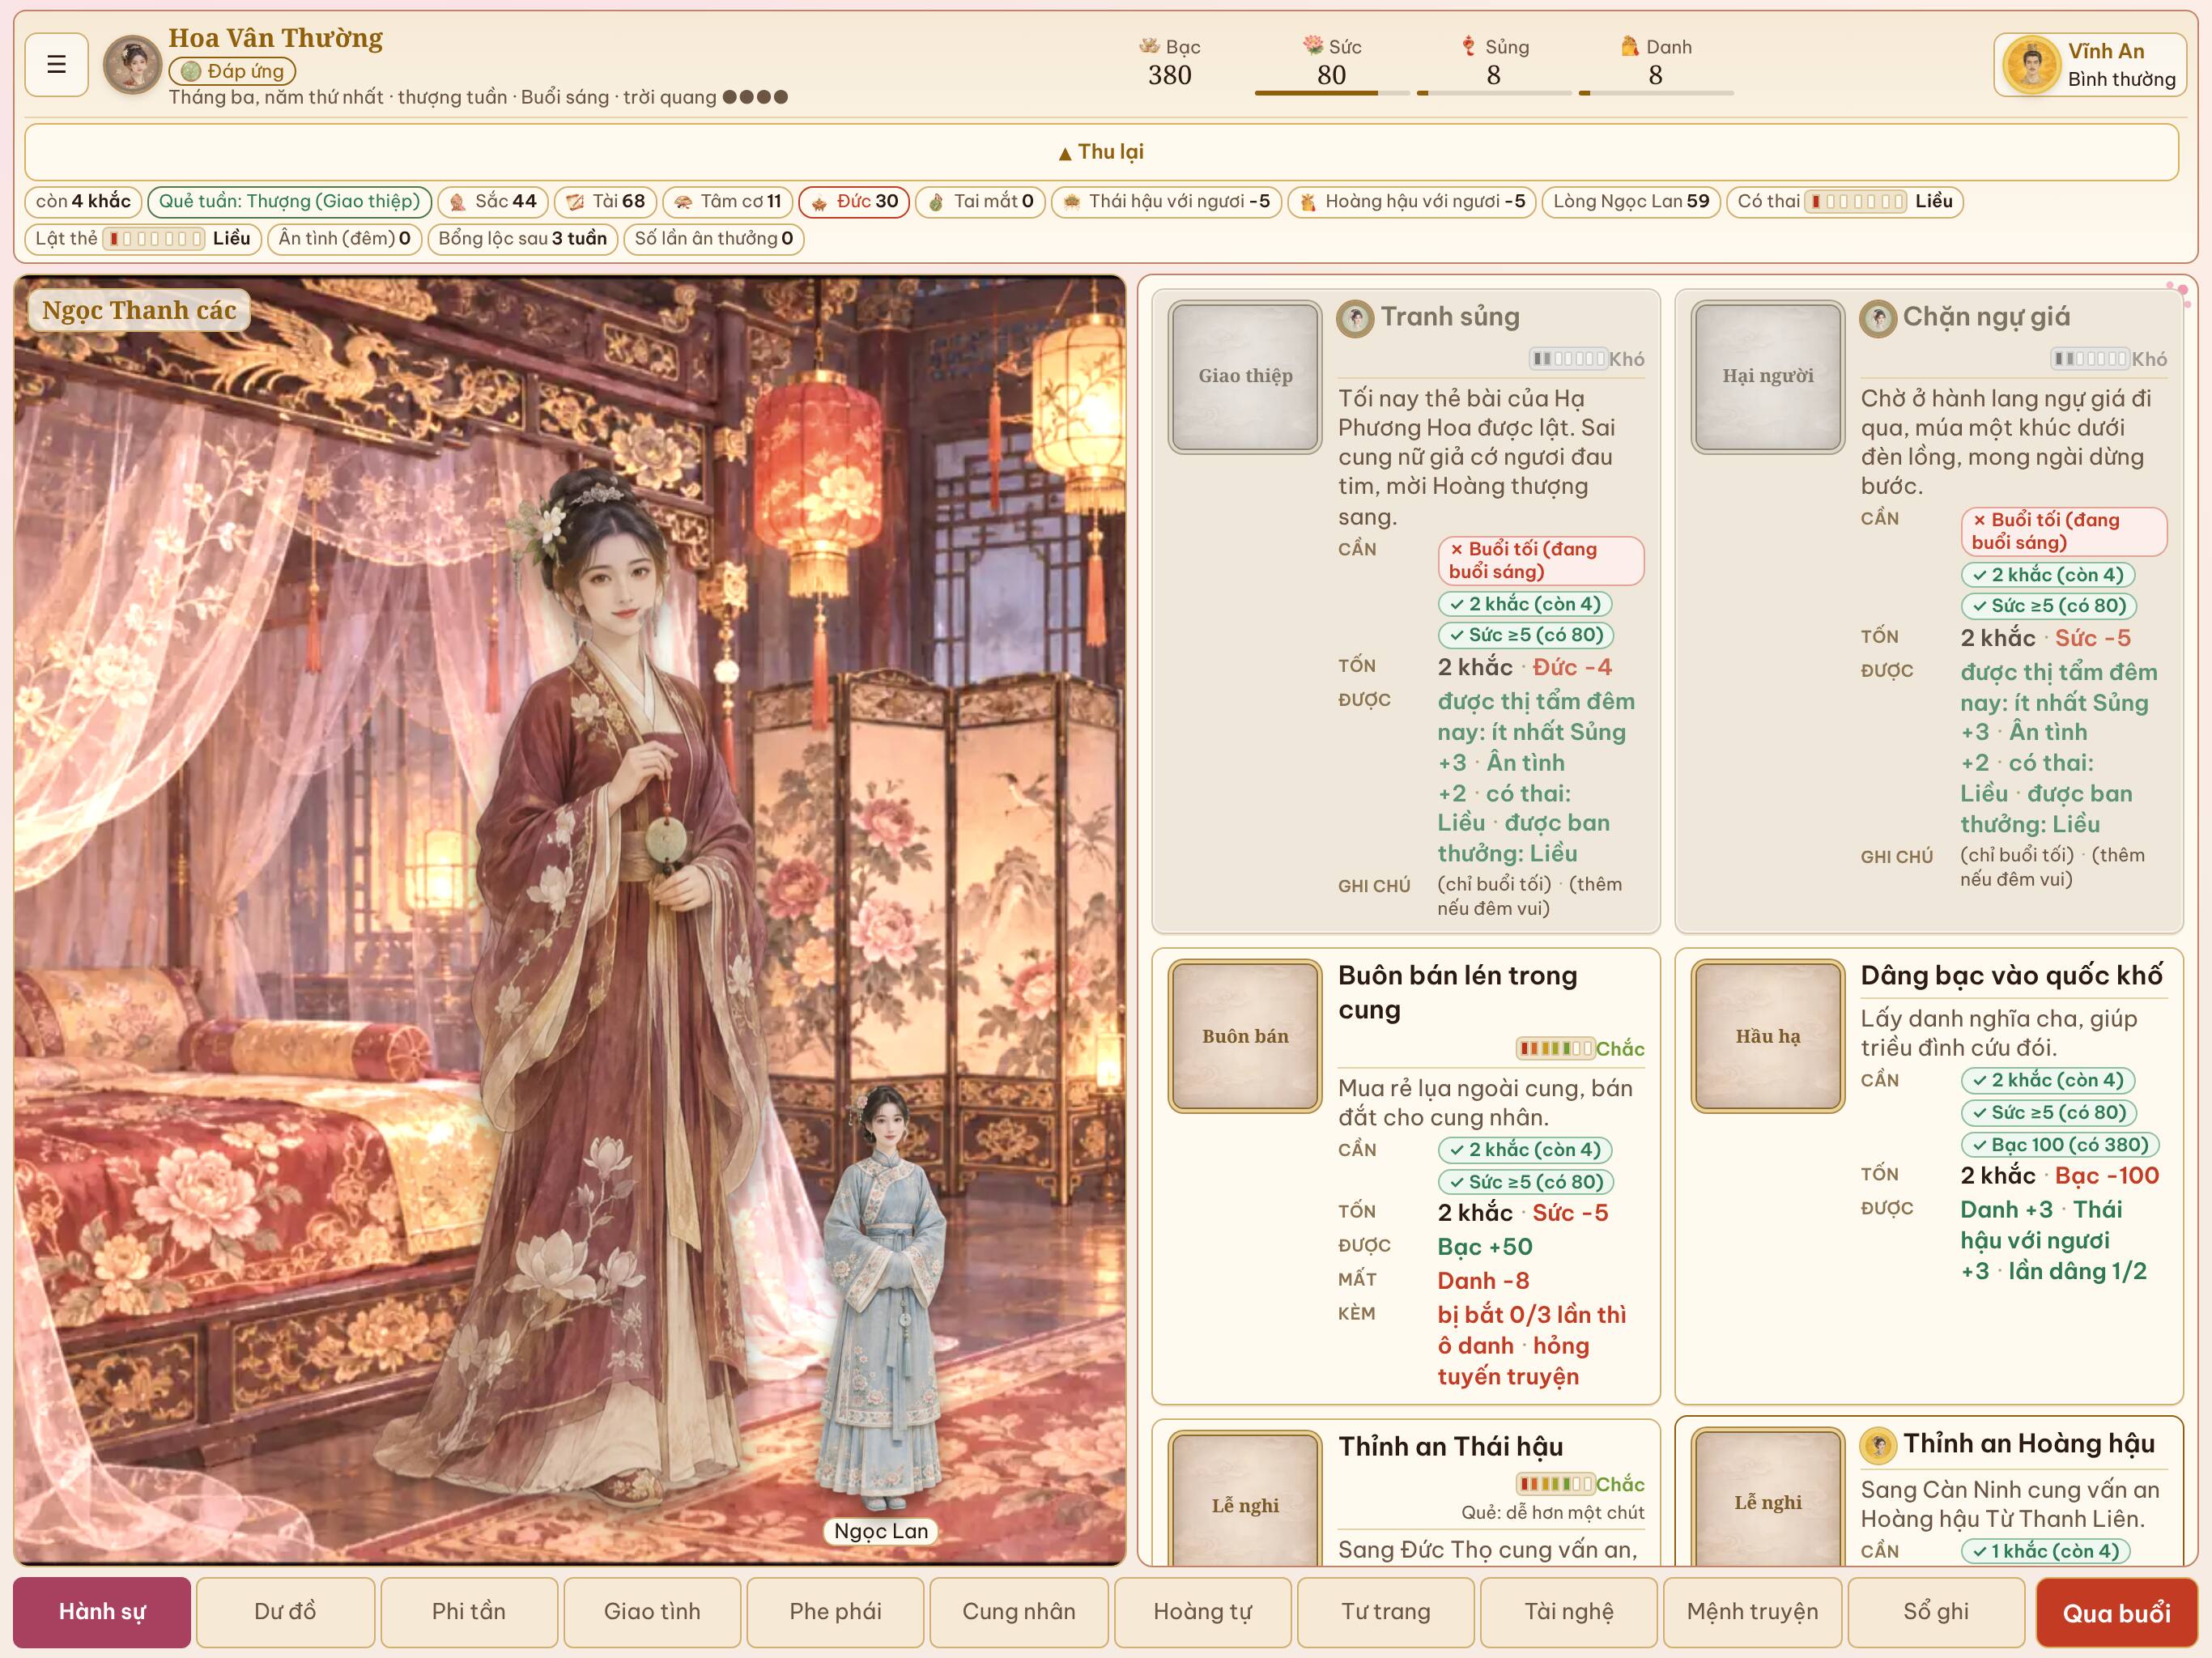 ☰
Hoa Vân Thường
Đáp ứng
Tháng ba, năm thứ nhất · thượng tuần · Buổi sáng · trời quang ●●●●
Bạc
380
Sức
80
Sủng
8
Danh
8
Vĩnh An
Bình thường
▲ Thu lại
còn 4 khắc
Quẻ tuần: Thượng (Giao thiệp)
Sắc 44
Tài 68
Tâm cơ 11
Đức 30
Tai mắt 0
Thái hậu với ngươi -5
Hoàng hậu với ngươi -5
Lòng Ngọc Lan 59
Có thai Liều
Lật thẻ Liều
Ân tình (đêm) 0
Bổng lộc sau 3 tuần
Số lần ân thưởng 0
Ngọc Thanh các
Ngọc Lan
Giao thiệp
Tranh sủng
Khó
Tối nay thẻ bài của Hạ
Phương Hoa được lật. Sai
cung nữ giả cớ ngươi đau
tim, mời Hoàng thượng
sang.
CẦN
× Buổi tối (đang
buổi sáng)
✓ 2 khắc (còn 4)
✓ Sức ≥5 (có 80)
TỐN
2 khắc · Đức -4
ĐƯỢC
được thị tẩm đêm
nay: ít nhất Sủng
+3 · Ân tình
+2 · có thai:
Liều · được ban
thưởng: Liều
GHI CHÚ
(chỉ buổi tối) · (thêm
nếu đêm vui)
Hại người
Chặn ngự giá
Khó
Chờ ở hành lang ngự giá đi
qua, múa một khúc dưới
đèn lồng, mong ngài dừng
bước.
CẦN
× Buổi tối (đang
buổi sáng)
✓ 2 khắc (còn 4)
✓ Sức ≥5 (có 80)
TỐN
2 khắc · Sức -5
ĐƯỢC
được thị tẩm đêm
nay: ít nhất Sủng
+3 · Ân tình
+2 · có thai:
Liều · được ban
thưởng: Liều
GHI CHÚ
(chỉ buổi tối) · (thêm
nếu đêm vui)
Buôn bán
Buôn bán lén trong
cung
Chắc
Mua rẻ lụa ngoài cung, bán
đắt cho cung nhân.
CẦN
✓ 2 khắc (còn 4)
✓ Sức ≥5 (có 80)
TỐN
2 khắc · Sức -5
ĐƯỢC
Bạc +50
MẤT
Danh -8
KÈM
bị bắt 0/3 lần thì
ô danh · hỏng
tuyến truyện
Hầu hạ
Dâng bạc vào quốc khố
Lấy danh nghĩa cha, giúp
triều đình cứu đói.
CẦN
✓ 2 khắc (còn 4)
✓ Sức ≥5 (có 80)
✓ Bạc 100 (có 380)
TỐN
2 khắc · Bạc -100
ĐƯỢC
Danh +3 · Thái
hậu với ngươi
+3 · lần dâng 1/2
Lễ nghi
Thỉnh an Thái hậu
Chắc
Quẻ: dễ hơn một chút
Sang Đức Thọ cung vấn an,
Lễ nghi
Thỉnh an Hoàng hậu
Sang Càn Ninh cung vấn an
Hoàng hậu Từ Thanh Liên.
CẦN
✓ 1 khắc (còn 4)
Hành sự
Dư đồ
Phi tần
Giao tình
Phe phái
Cung nhân
Hoàng tự
Tư trang
Tài nghệ
Mệnh truyện
Sổ ghi
Qua buổi